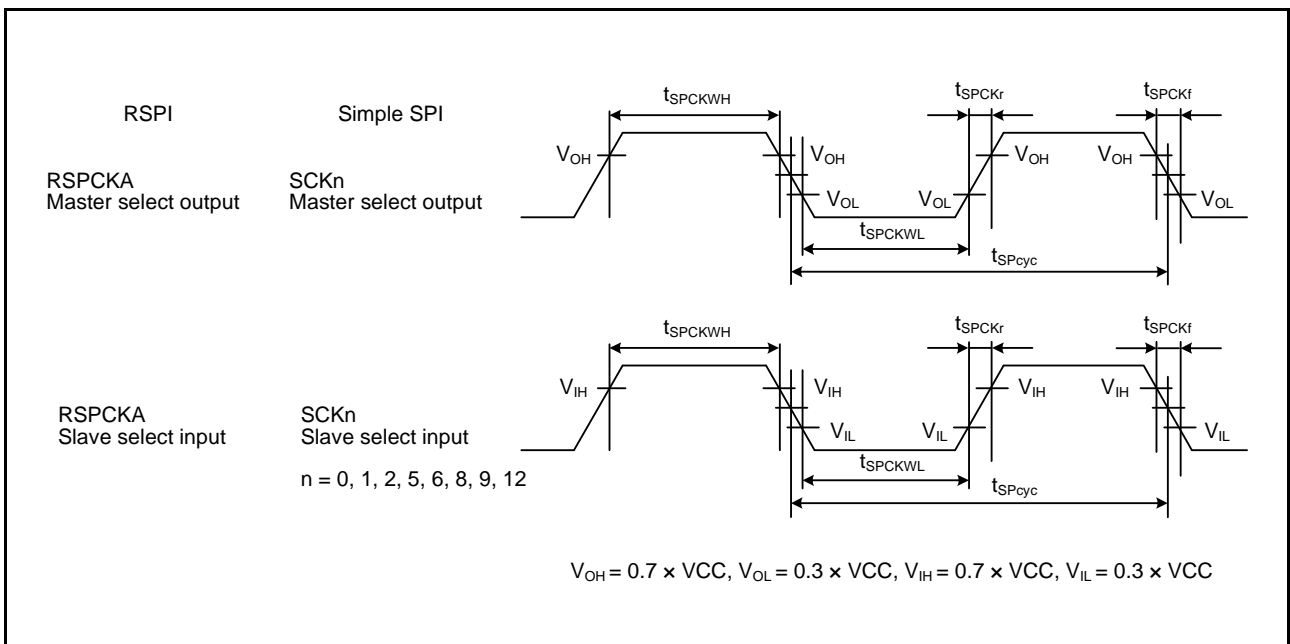 RSPI
Simple SPI
RSPCKA
Master select output
SCKn
Master select output
tSPCKWH
tSPCKr
tSPCKf
VOH
VOH
VOL
VOL
VOH
VOH
VOL
tSPCKWL
tSPcyc
RSPCKA
Slave select input
SCKn
Slave select input
n = 0, 1, 2, 5, 6, 8, 9, 12
tSPCKWH
tSPCKr
tSPCKf
VIH
VIH
VIL
VIL
VIH
VIH
VIL
tSPCKWL
tSPcyc
VOH = 0.7 × VCC, VOL = 0.3 × VCC, VIH = 0.7 × VCC, VIL = 0.3 × VCC